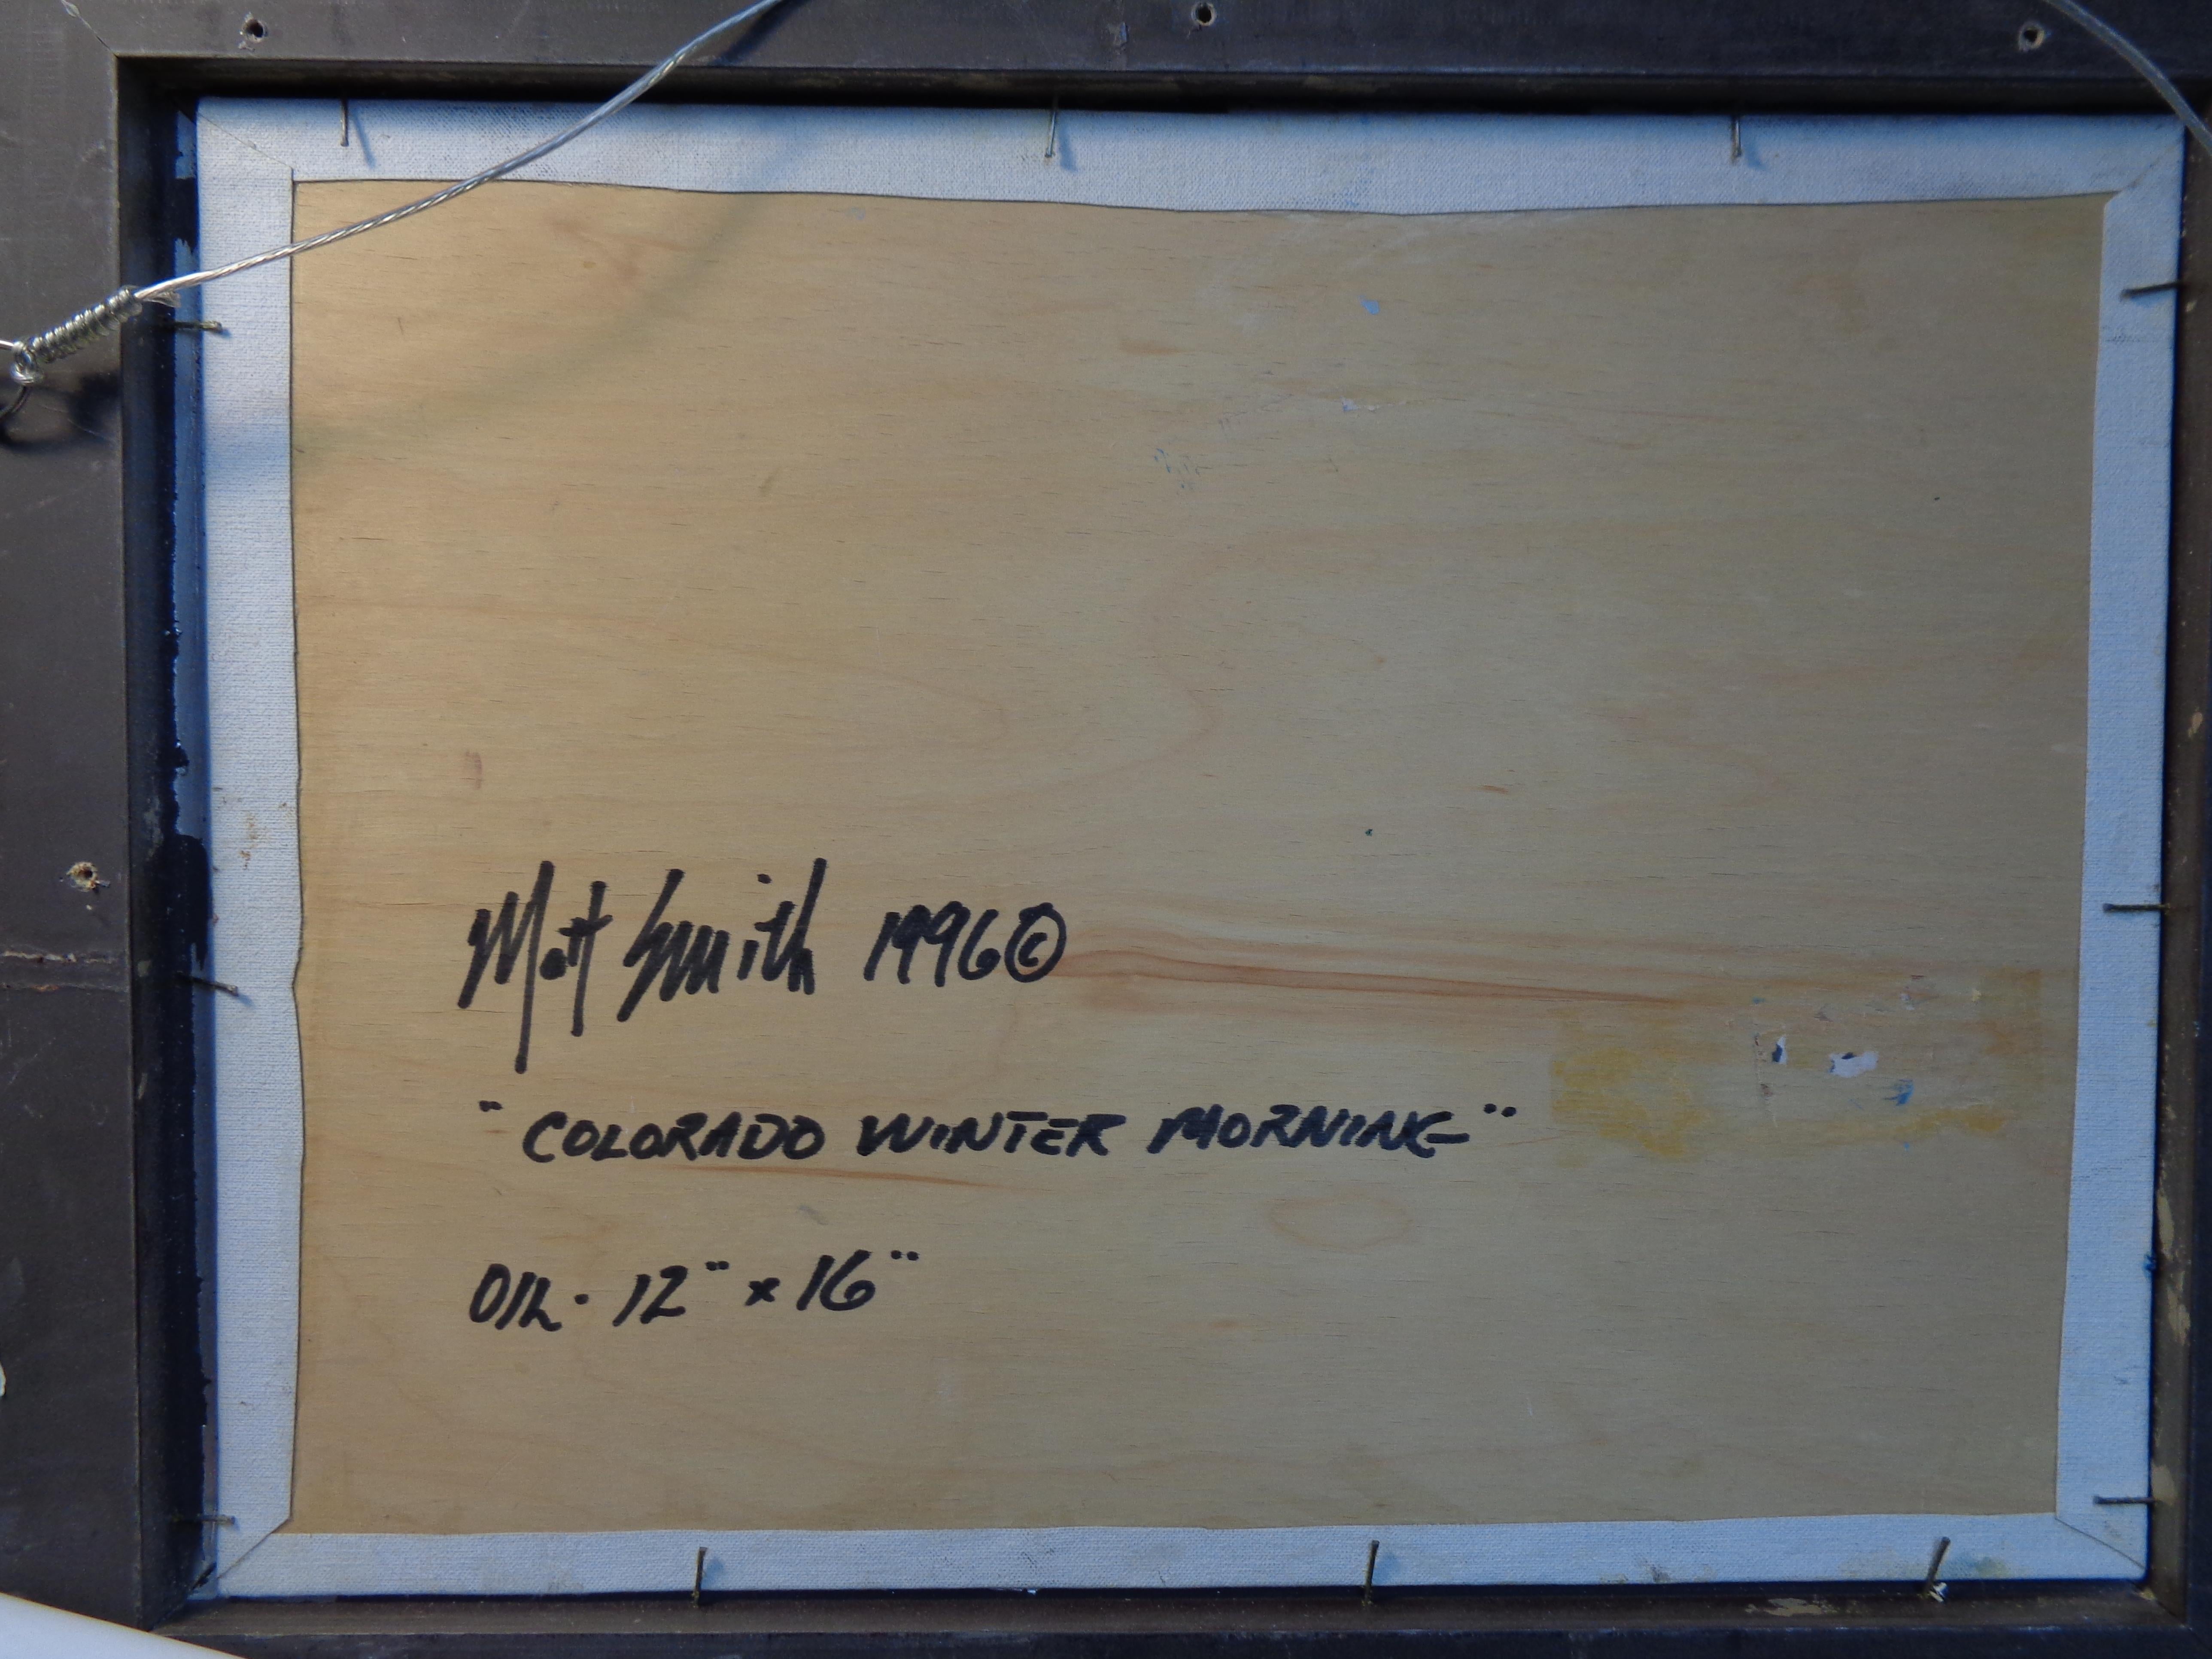 Matt Smith 1996©
"COLORADO WINTER MORNING"
OIL. 12" x 16"